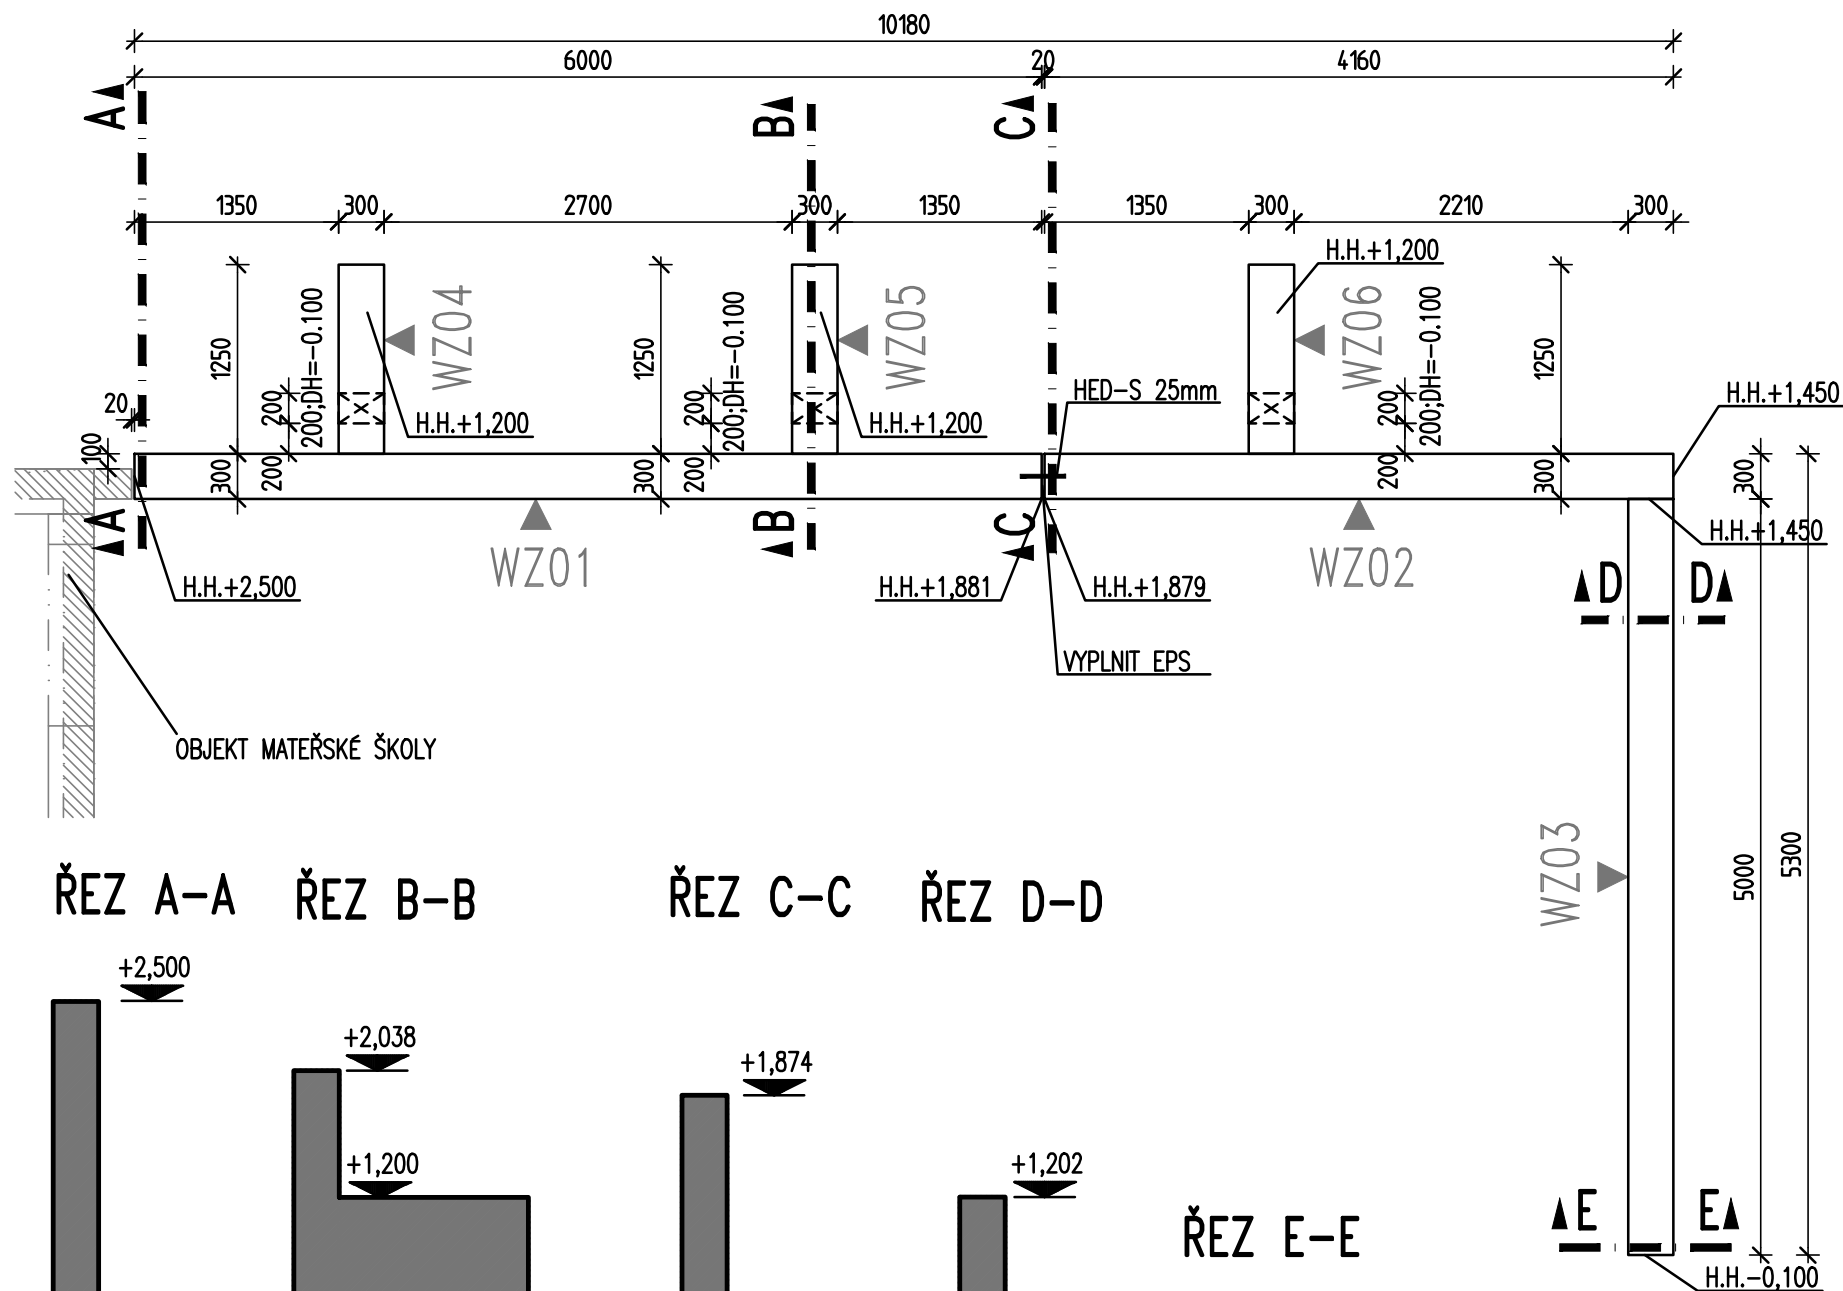 10180
6000 20 4160
A B C
1350 300 2700 300 1350 1350 300 2210 300
H.H.+1,200
WZ04 WZ05 WZ06
1250 200;DH=-0.100 1250 200;DH=-0.100 200;DH=-0.100 1250
HED-S 25mm
H.H.+1,450
20 200 x H.H.+1,200 200 x H.H.+1,200 x 200
100 300 200 300 200 200 300 300
A B C
H.H.+1,450
WZ01 WZ02
H.H.+2,500 H.H.+1,881 H.H.+1,879
D D
VYPLNIT EPS
OBJEKT MATEŘSKÉ ŠKOLY
WZ03 5000 5300
ŘEZ A-A ŘEZ B-B ŘEZ C-C ŘEZ D-D
+2,500
+2,038
+1,874
+1,200 +1,202
E E
ŘEZ E-E
H.H.-0,100